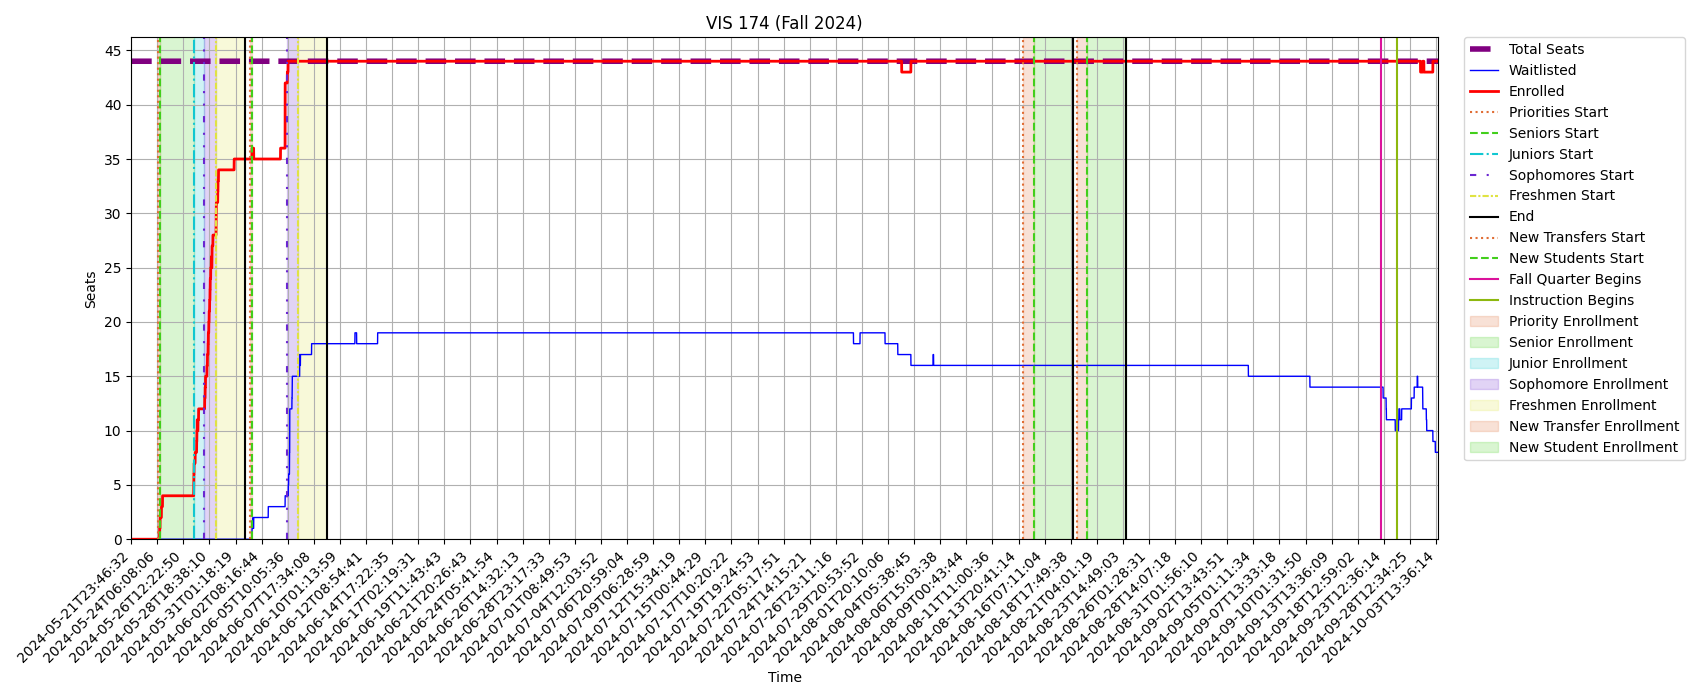 VIS 174 (Fall 2024)
45
40
35
30
25
20
15
10
5
0
Seats
2024-05-21T23:46:32
2024-05-24T06:08:06
2024-05-26T12:22:50
2024-05-28T18:38:10
2024-05-31T01:18:19
2024-06-02T08:16:44
2024-06-05T10:05:36
2024-06-07T17:34:08
2024-06-10T01:13:59
2024-06-12T08:54:41
2024-06-14T17:22:35
2024-06-17T02:19:31
2024-06-19T11:43:43
2024-06-21T20:26:43
2024-06-24T05:41:54
2024-06-26T14:32:13
2024-06-28T23:17:33
2024-07-01T08:49:53
2024-07-04T12:03:52
2024-07-06T20:59:04
2024-07-09T06:28:59
2024-07-12T15:34:19
2024-07-15T00:44:29
2024-07-17T10:20:22
2024-07-19T19:24:53
2024-07-22T05:17:51
2024-07-24T14:15:21
2024-07-26T23:11:16
2024-07-29T20:53:52
2024-08-01T20:10:06
2024-08-04T05:38:45
2024-08-06T15:03:38
2024-08-09T00:43:44
2024-08-11T11:00:36
2024-08-13T20:41:14
2024-08-16T07:11:04
2024-08-18T17:49:38
2024-08-21T04:01:19
2024-08-23T14:49:03
2024-08-26T01:28:31
2024-08-28T14:07:18
2024-08-31T01:56:10
2024-09-02T13:43:51
2024-09-05T01:11:34
2024-09-07T13:33:18
2024-09-10T01:31:50
2024-09-13T13:36:09
2024-09-18T12:59:02
2024-09-23T12:36:14
2024-09-28T12:34:25
2024-10-03T13:36:14
Time
Total Seats
Waitlisted
Enrolled
Priorities Start
Seniors Start
Juniors Start
Sophomores Start
Freshmen Start
End
New Transfers Start
New Students Start
Fall Quarter Begins
Instruction Begins
Priority Enrollment
Senior Enrollment
Junior Enrollment
Sophomore Enrollment
Freshmen Enrollment
New Transfer Enrollment
New Student Enrollment